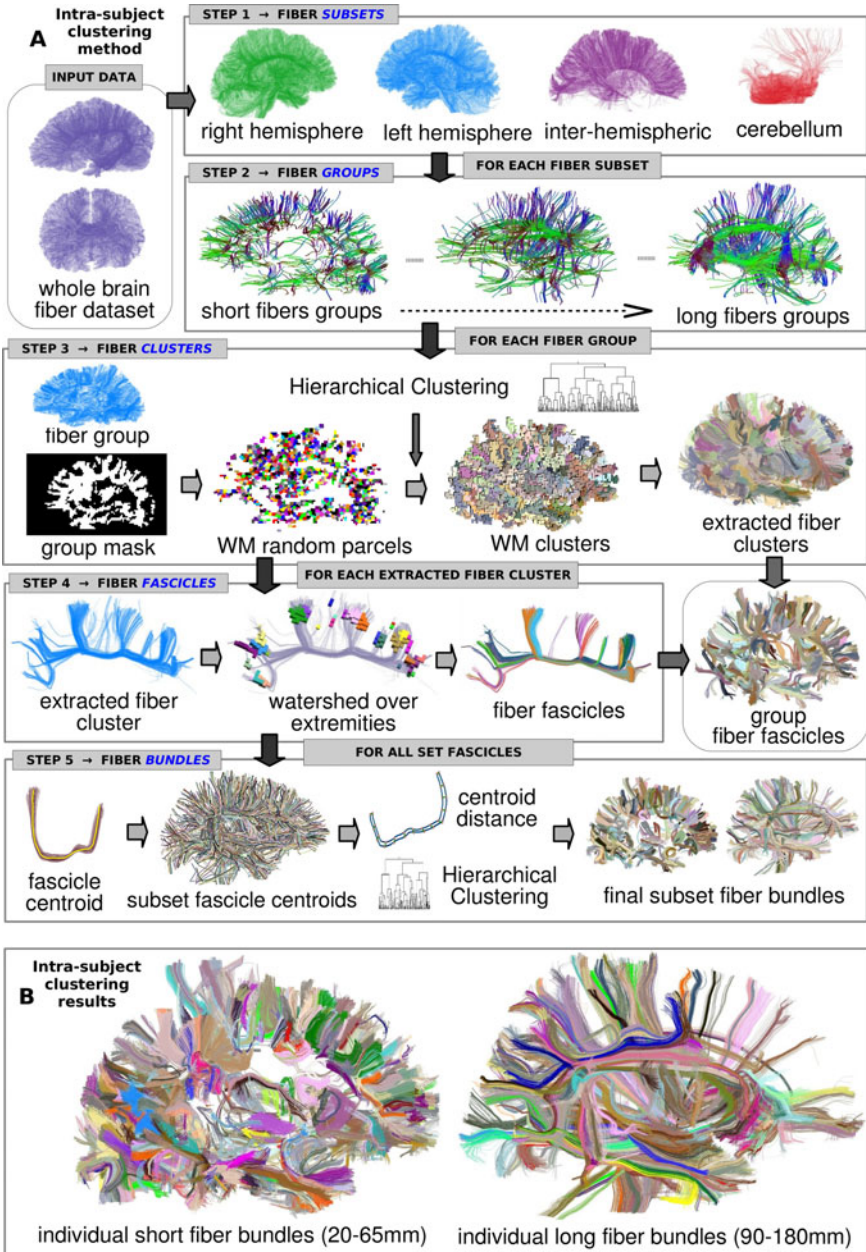 A
Intra-subject
clustering
method
INPUT DATA
whole brain
fiber dataset
STEP 1 → FIBER SUBSETS
right hemisphere
left hemisphere
inter-hemispheric
cerebellum
FOR EACH FIBER SUBSET
STEP 2 → FIBER GROUPS
short fibers groups
long fibers groups
FOR EACH FIBER GROUP
STEP 3 → FIBER CLUSTERS
Hierarchical Clustering
fiber group
group mask
WM random parcels
WM clusters
extracted fiber
clusters
FOR EACH EXTRACTED FIBER CLUSTER
STEP 4 → FIBER FASCICLES
extracted fiber
cluster
watershed over
extremities
fiber fascicles
group
fiber fascicles
FOR ALL SET FASCICLES
STEP 5 → FIBER BUNDLES
fascicle
centroid
subset fascicle centroids
centroid
distance
Hierarchical
Clustering
final subset fiber bundles
B
Intra-subject
clustering
results
individual short fiber bundles (20-65mm)
individual long fiber bundles (90-180mm)